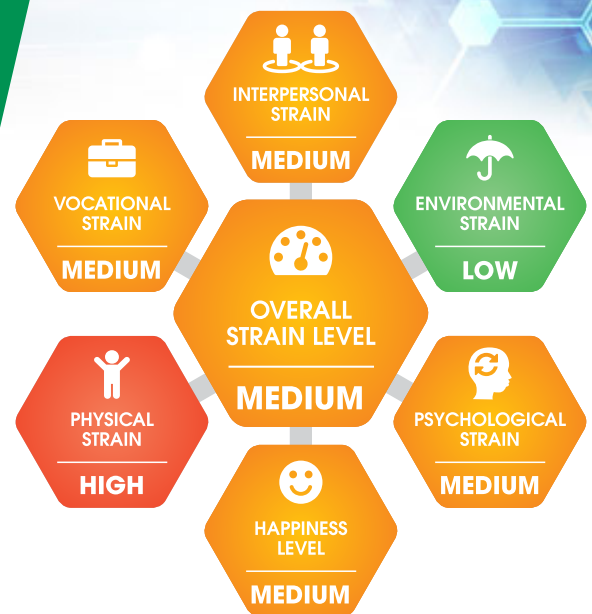 INTERPERSONAL
STRAIN
MEDIUM
VOCATIONAL
STRAIN
MEDIUM
ENVIRONMENTAL
STRAIN
LOW
OVERALL
STRAIN LEVEL
MEDIUM
PHYSICAL
STRAIN
HIGH
PSYCHOLOGICAL
STRAIN
MEDIUM
HAPPINESS
LEVEL
MEDIUM